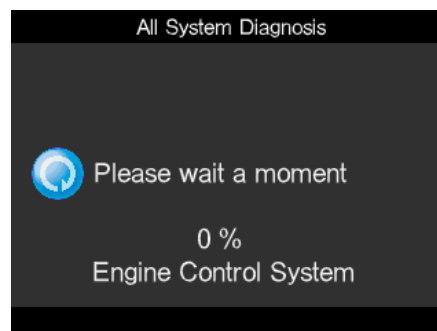 All System Diagnosis
Please wait a moment
0 %
Engine Control System